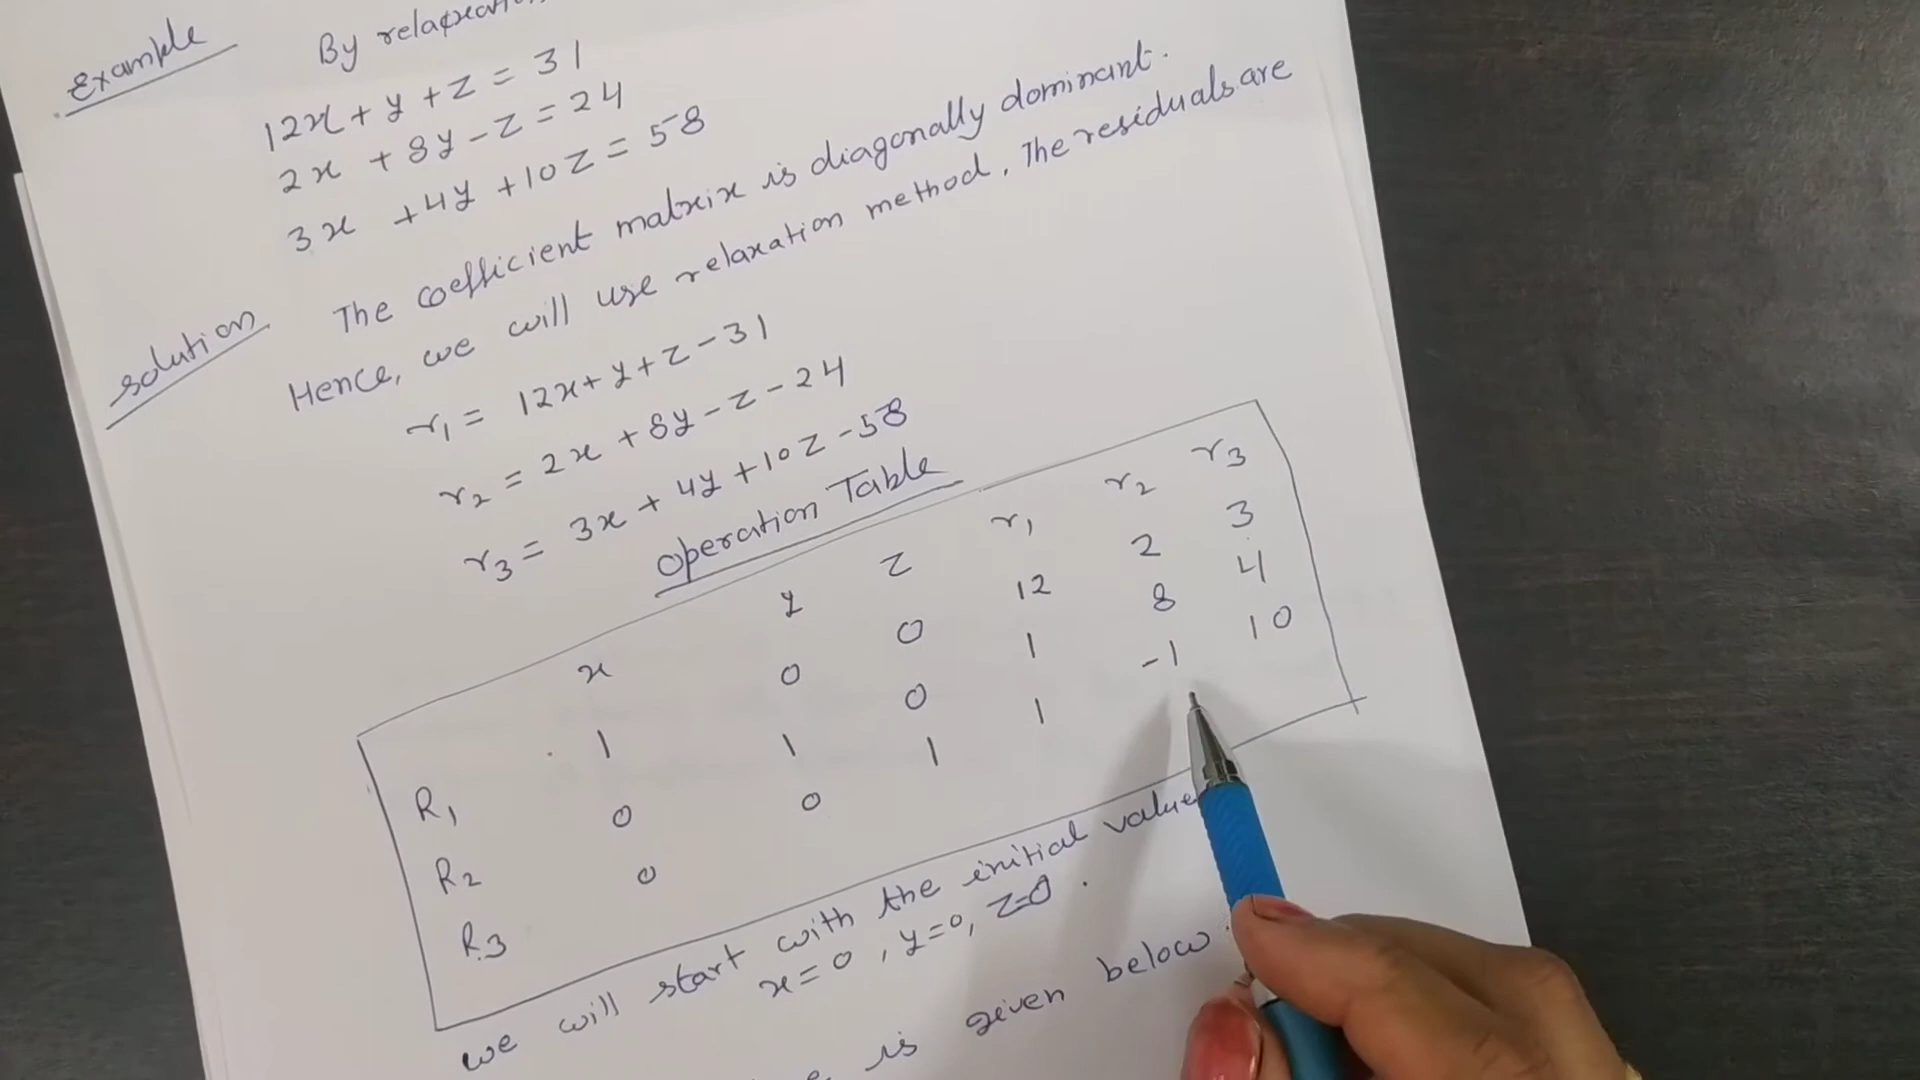 Example By relaxation
12x + y + z = 31
2x + 8y - z = 24
3x + 4y + 10z = 58
Solution The coefficient matrix is diagonally dominant.
Hence, we will use relaxation method. The residuals are
r₁ = 12x + y + z - 31
r₂ = 2x + 8y - z - 24
r₃ = 3x + 4y + 10z - 58
Operation Table
x y z r₁ r₂ r₃
R₁ 1 0 0 12 2 3
R₂ 0 1 0 1 8 4
R₃ 0 0 1 1 -1 10
We will start with the initial value
x=0, y=0, z=0.
is given below